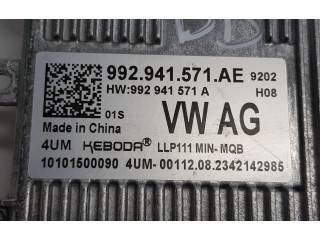 992.941.571.AE 9202
HW:992 941 571 A H08
01S VW AG
Made in China
4UM KEBODA® LLP111 MIN-MQB
10101500090 4UM-00112.08.2342142985